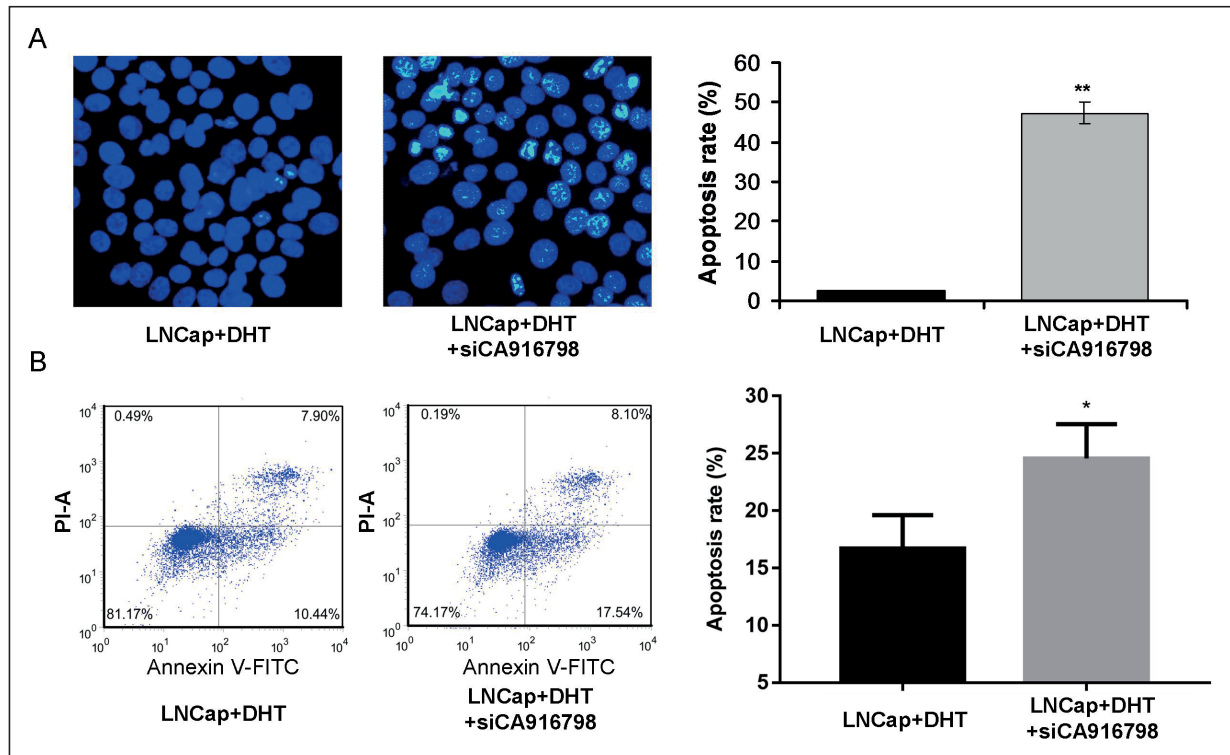 A
LNCap+DHT
LNCap+DHT
+siCA916798
Apoptosis rate (%)
60
50
40
30
20
10
0
**
LNCap+DHT
LNCap+DHT
+siCA916798
B
PI-A
10⁴
10³
10²
10¹
10⁰
0.49%
7.90%
81.17%
10.44%
10⁰
10¹
10²
10³
10⁴
Annexin V-FITC
LNCap+DHT
10⁴
10³
10²
10¹
10⁰
0.19%
8.10%
74.17%
17.54%
10⁰
10¹
10²
10³
10⁴
Annexin V-FITC
LNCap+DHT
+siCA916798
Apoptosis rate (%)
30
25
20
15
10
5
*
LNCap+DHT
LNCap+DHT
+siCA916798